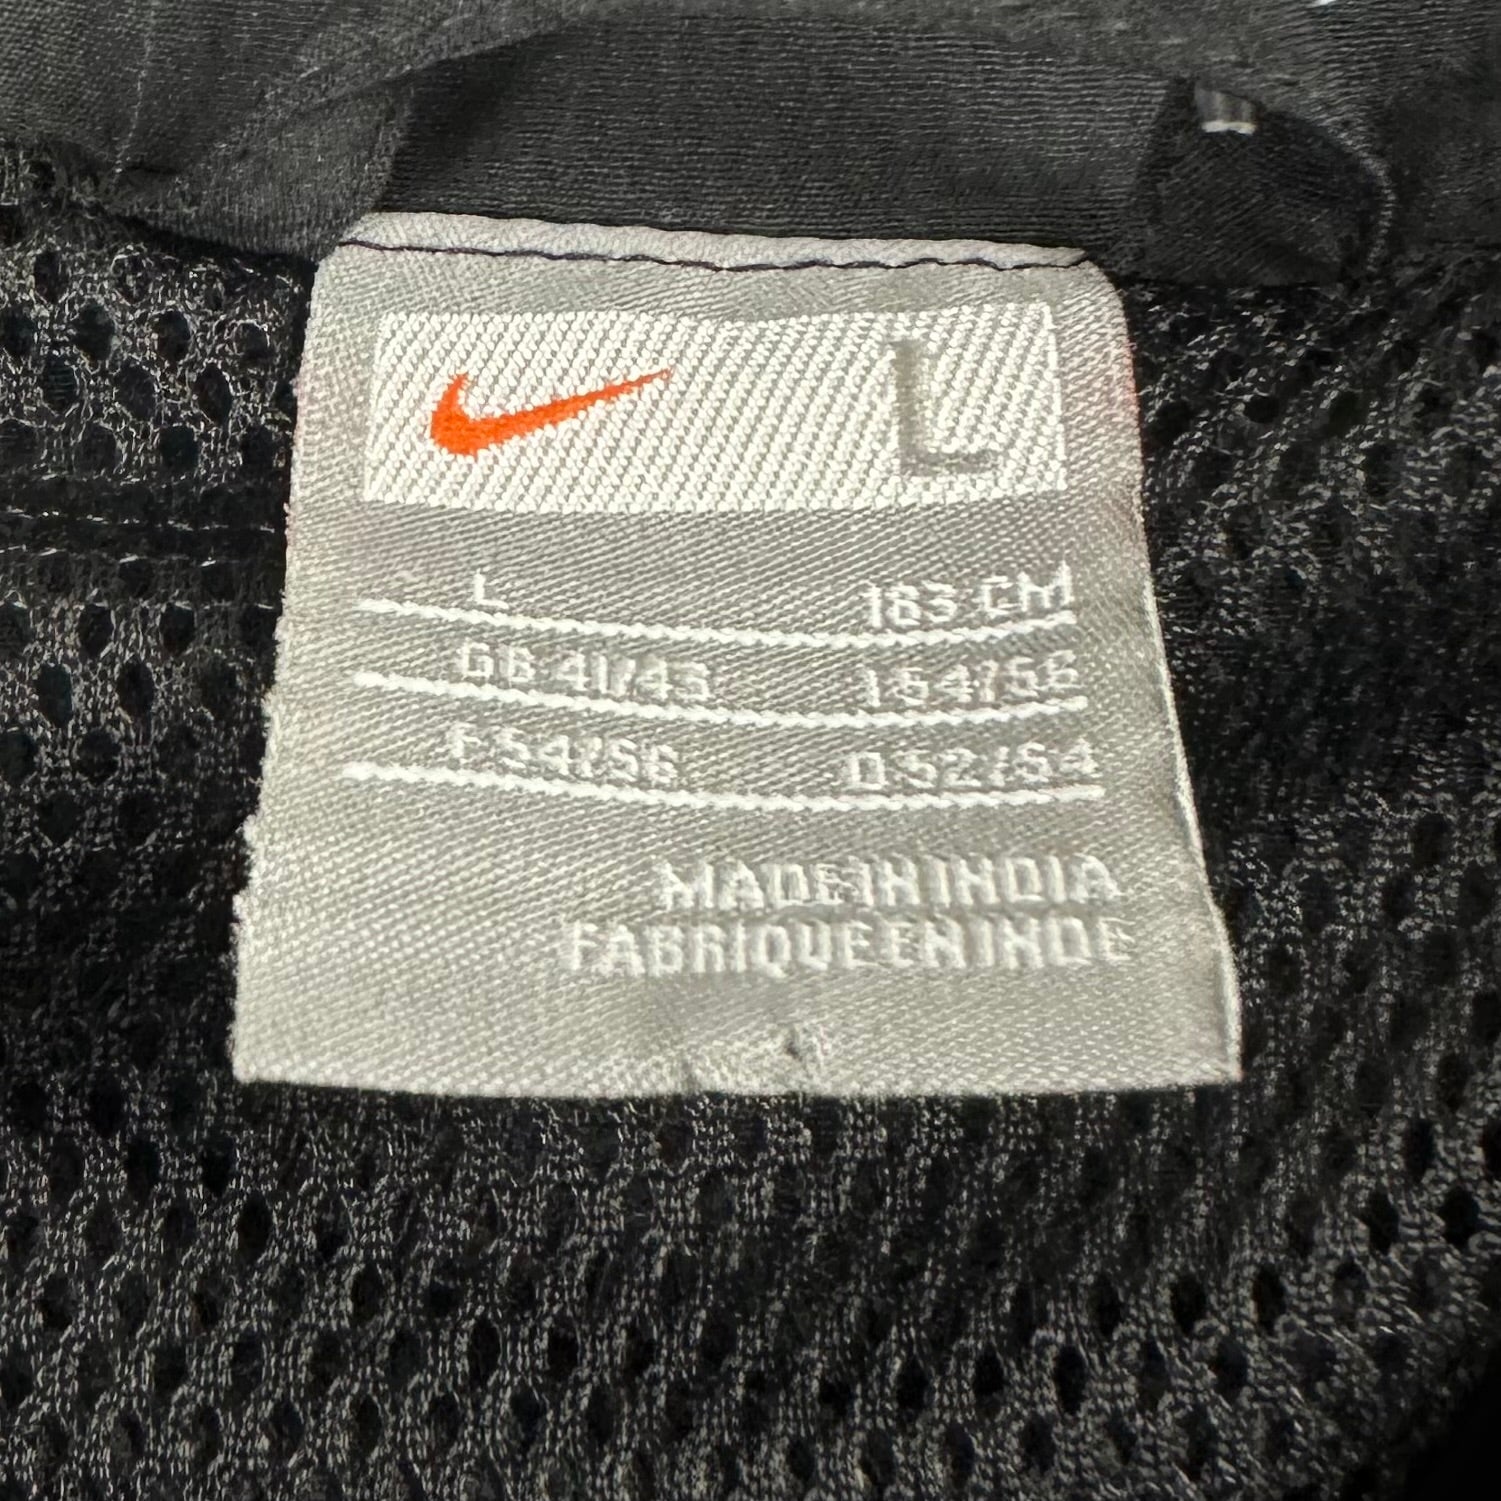 L
L 183 CM
GB 41/43 I 54/56
F 54/56 D 52/54
MADE IN INDIA
FABRIQUE EN INDE